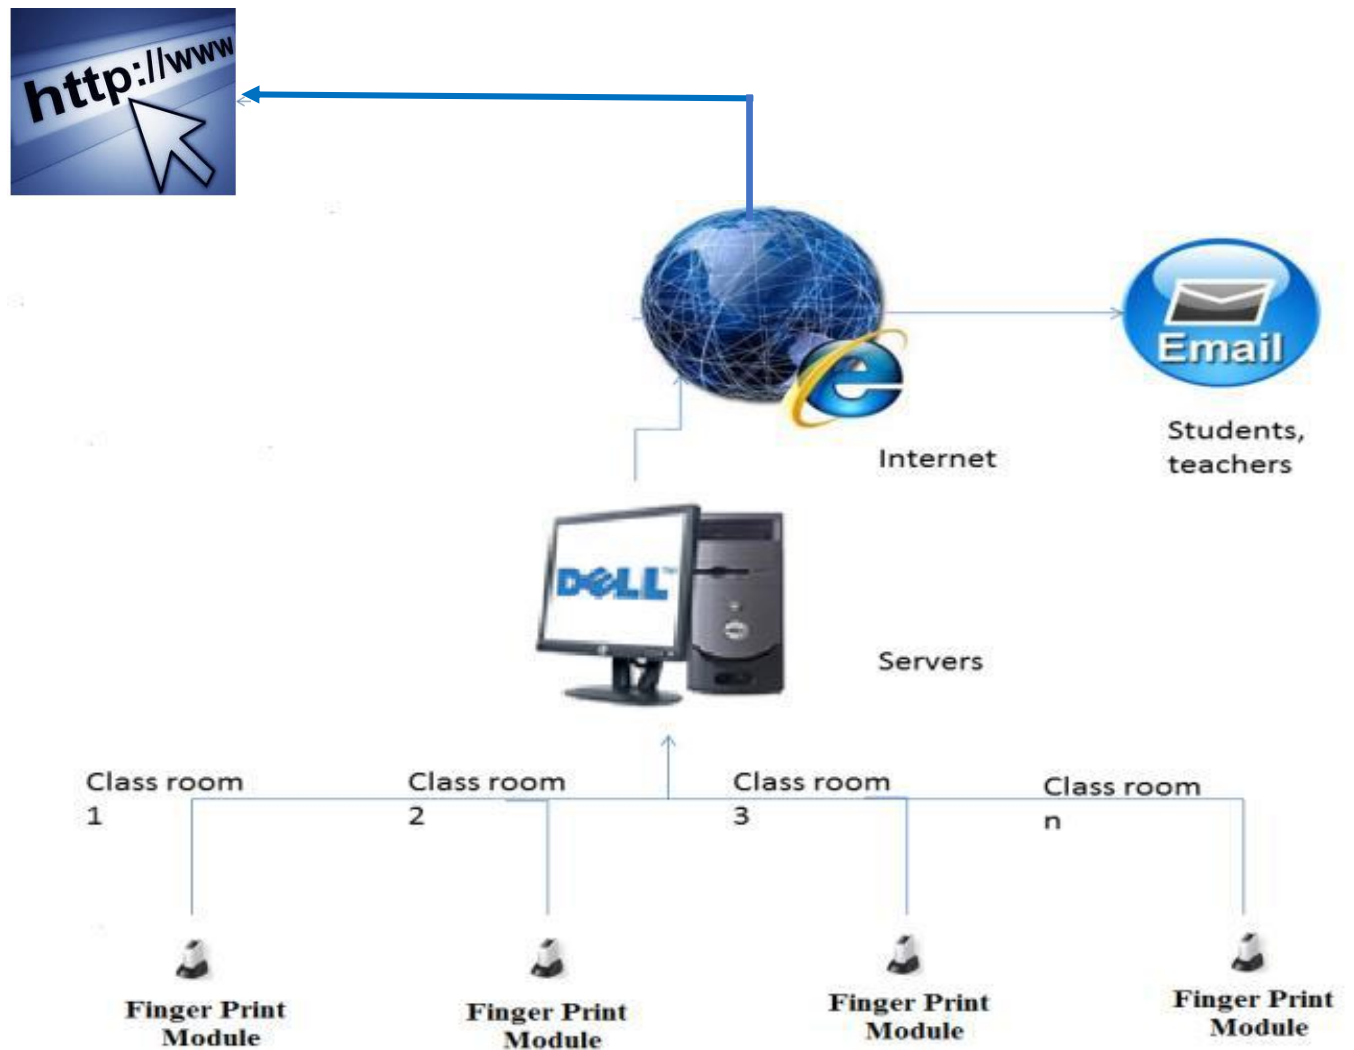 http://www
Email
Students,
teachers
Internet
DELL™
Servers
Class room
1
Class room
2
Class room
3
Class room
n
Finger Print
Module
Finger Print
Module
Finger Print
Module
Finger Print
Module